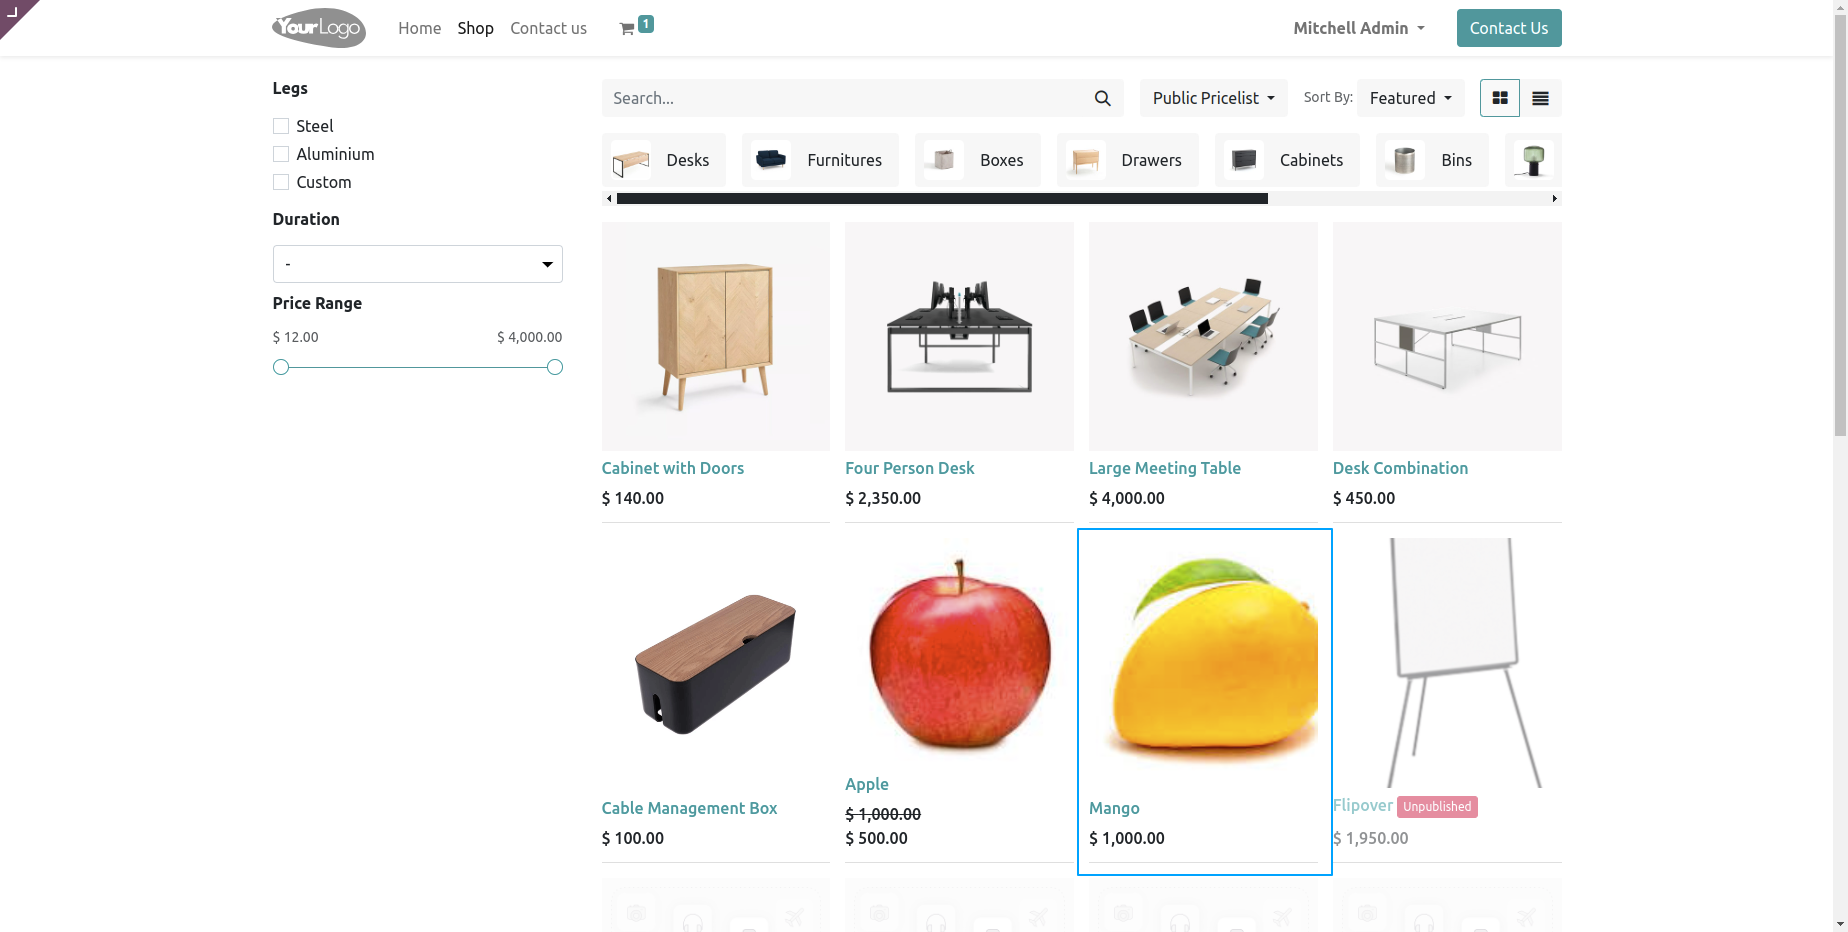 YourLogo
Home
Shop
Contact us
1
Mitchell Admin
Contact Us
Legs
Steel
Aluminium
Custom
Duration
-
Price Range
$ 12.00
$ 4,000.00
Search...
Public Pricelist
Sort By:
Featured
Desks
Furnitures
Boxes
Drawers
Cabinets
Bins
Cabinet with Doors
$ 140.00
Four Person Desk
$ 2,350.00
Large Meeting Table
$ 4,000.00
Desk Combination
$ 450.00
Cable Management Box
$ 100.00
Apple
$ 1,000.00
$ 500.00
Mango
$ 1,000.00
Flipover Unpublished
$ 1,950.00